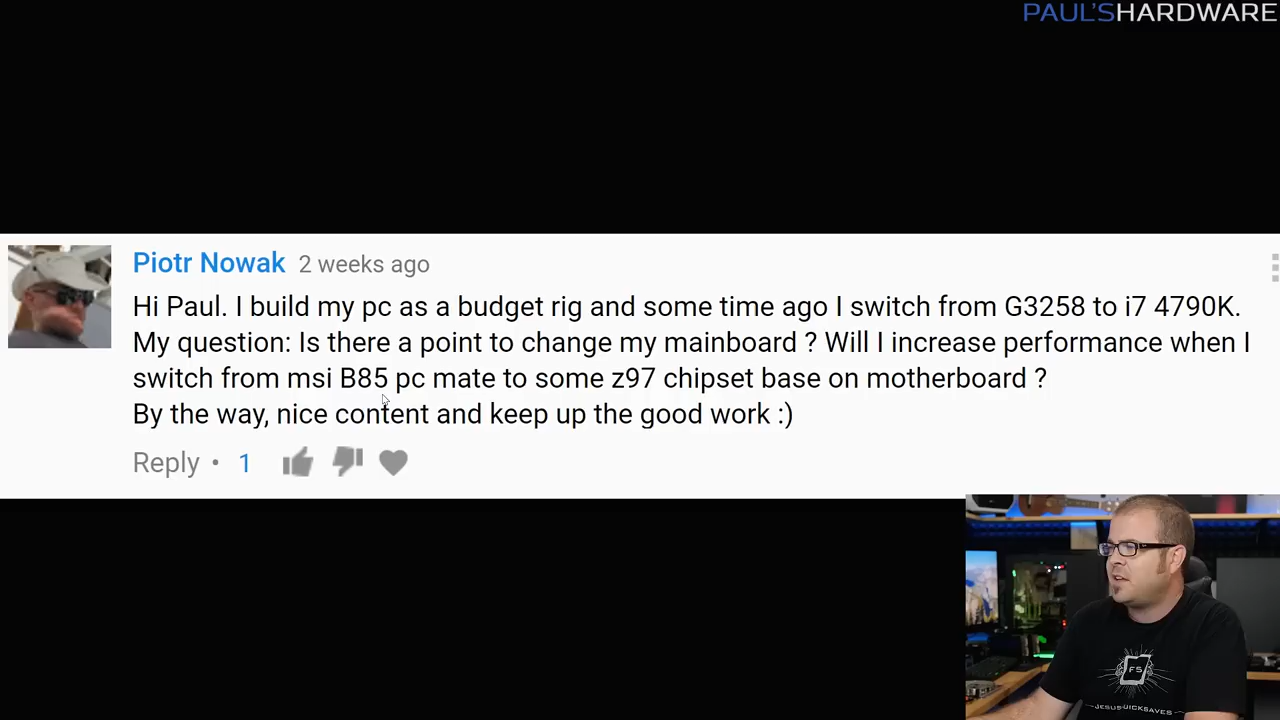 PAUL'SHARDWARE
Piotr Nowak 2 weeks ago
Hi Paul. I build my pc as a budget rig and some time ago I switch from G3258 to i7 4790K.
My question: Is there a point to change my mainboard ? Will I increase performance when I
switch from msi B85 pc mate to some z97 chipset base on motherboard ?
By the way, nice content and keep up the good work :)
Reply • 1
FS